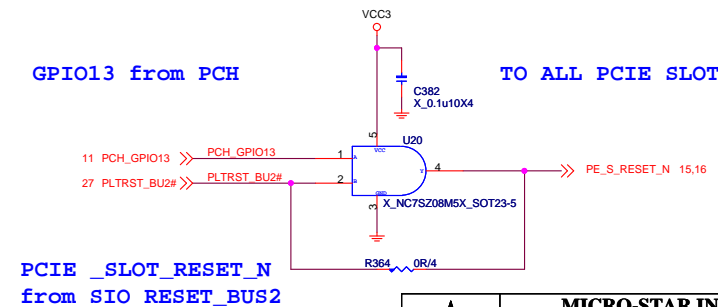 VCC3
GPIO13 from PCH
TO ALL PCIE SLOT
C382
X_0.1u10X4
5
U20
VCC
11 PCH_GPIO13
PCH_GPIO13
1
A
Y
4
PE_S_RESET_N 15,16
27 PLTRST_BU2#
PLTRST_BU2#
2
B
GND
X_NC7SZ08M5X_SOT23-5
3
R364
0R/4
PCIE _SLOT_RESET_N
from SIO RESET_BUS2
MICRO-STAR IN